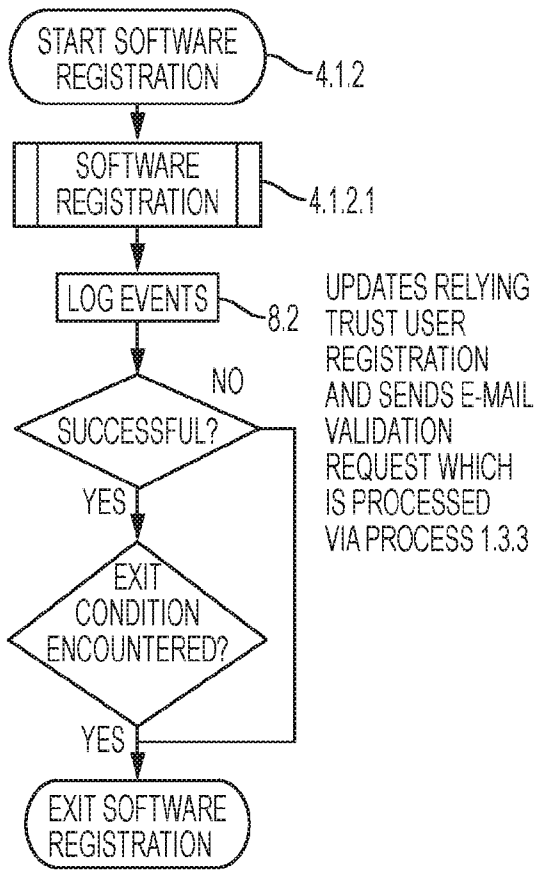 START SOFTWARE
REGISTRATION
4.1.2
SOFTWARE
REGISTRATION
4.1.2.1
LOG EVENTS
8.2
UPDATES RELYING
TRUST USER
REGISTRATION
AND SENDS E-MAIL
VALIDATION
REQUEST WHICH
IS PROCESSED
VIA PROCESS 1.3.3
NO
SUCCESSFUL?
YES
EXIT
CONDITION
ENCOUNTERED?
YES
EXIT SOFTWARE
REGISTRATION